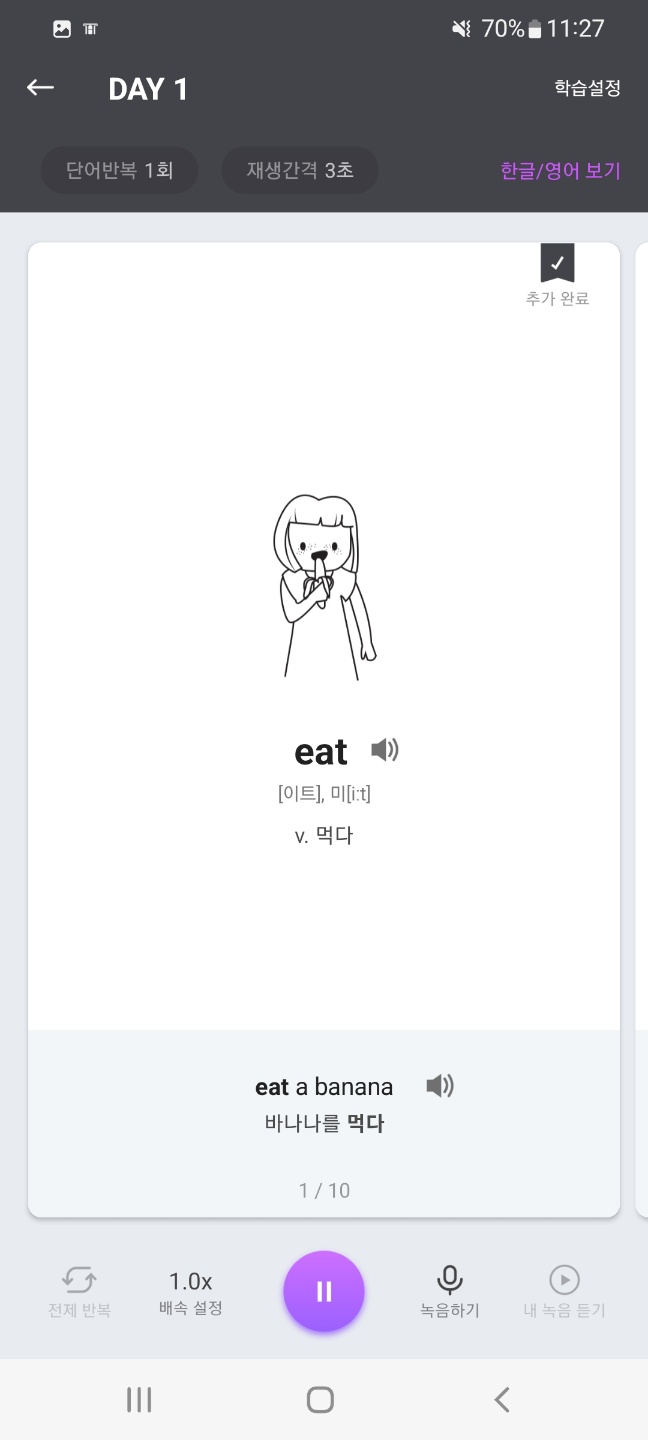 70% 11:27
DAY 1
학습설정
단어반복 1회
재생간격 3초
한글/영어 보기
추가 완료
eat
[이트], 미[i:t]
v. 먹다
eat a banana
바나나를 먹다
1 / 10
전체 반복
1.0x
배속 설정
녹음하기
내 녹음 듣기